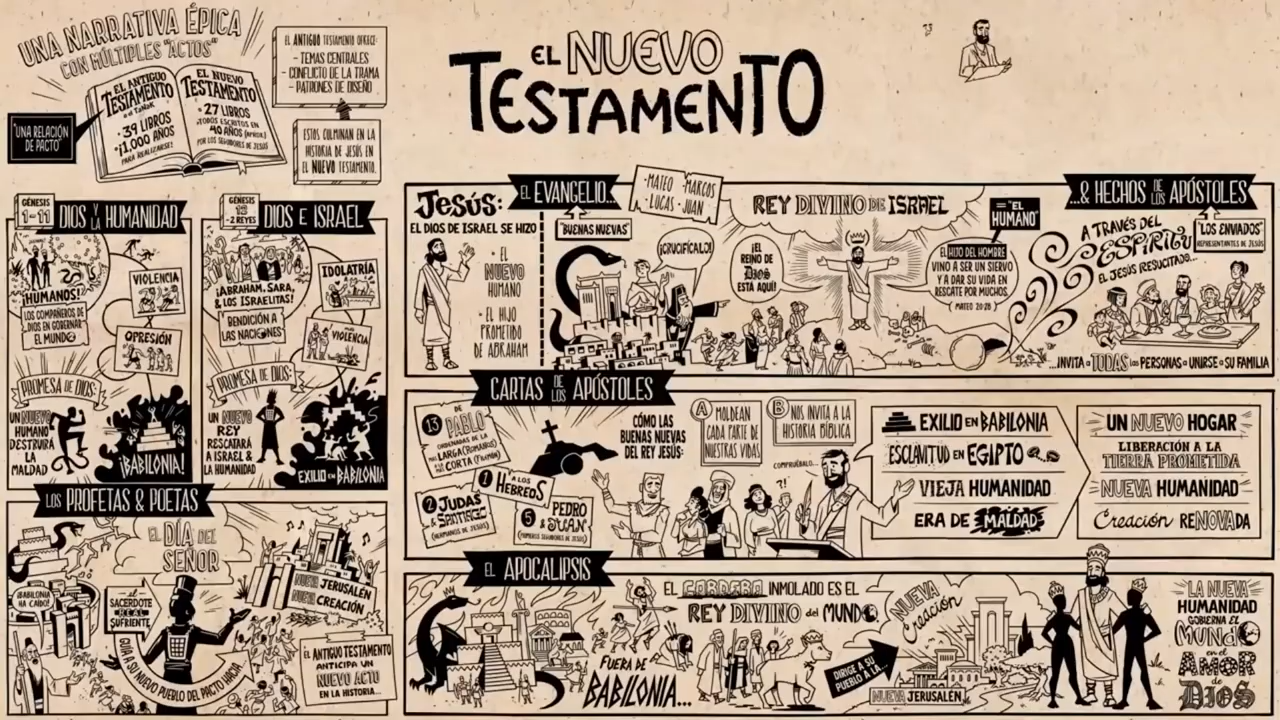 UNA NARRATIVA ÉPICA
CON MÚLTIPLES "ACTOS"
EL ANTIGUO
TESTAMENTO
o el TaNaK
•39 LIBROS
•¡1,000 AÑOS
PARA REALIZARSE!
EL NUEVO
TESTAMENTO
•27 LIBROS
¡TODOS ESCRITOS EN
40 AÑOS (APROX.)
POR LOS SEGUIDORES DE JESÚS!
"UNA RELACIÓN
DE PACTO"
EL ANTIGUO TESTAMENTO OFRECE:
- TEMAS CENTRALES
- CONFLICTO DE LA TRAMA
- PATRONES DE DISEÑO
ESTOS CULMINAN EN LA
HISTORIA DE JESÚS EN
EL NUEVO TESTAMENTO.
GÉNESIS
1-11
DIOS Y LA HUMANIDAD
¡HUMANOS!
LOS COMPAÑEROS DE
DIOS EN GOBERNAR
EL MUNDO
VIOLENCIA
OPRESIÓN
PROMESA DE DIOS:
UN NUEVO
HUMANO
DESTRUIRÁ
LA
MALDAD
¡BABILONIA!
GÉNESIS
12
-2 REYES
DIOS E ISRAEL
¡ABRAHAM, SARA,
& LOS ISRAELITAS!
BENDICIÓN A
LAS NACIONES
IDOLATRÍA
VIOLENCIA
PROMESA DE DIOS:
UN NUEVO
REY
RESCATARÁ
A ISRAEL &
LA HUMANIDAD
EXILIO EN BABILONIA
LOS PROFETAS & POETAS
EL DÍA DEL
SEÑOR
¡BABILONIA
HA CAÍDO!
el
SACERDOTE
REAL
SUFRIENTE
GUÍA A SU NUEVO PUEBLO DEL PACTO HACIA
NUEVA JERUSALÉN
NUEVA CREACIÓN
EL ANTIGUO TESTAMENTO
ANTICIPA UN
NUEVO ACTO
EN LA HISTORIA...
EL NUEVO
TESTAMENTO
EL EVANGELIO...
•MATEO •MARCOS
•LUCAS •JUAN
"BUENAS NUEVAS"
JESÚS:
EL DIOS DE ISRAEL SE HIZO
• EL
NUEVO
HUMANO
• EL HIJO
PROMETIDO
DE ABRAHAM
¡CRUCIFÍCALO!
REY DIVINO DE ISRAEL
¡EL
REINO DE
DIOS
ESTÁ AQUÍ!
= "EL
HUMANO"
EL HIJO DEL HOMBRE
VINO A SER UN SIERVO
Y A DAR SU VIDA EN
RESCATE POR MUCHOS.
(MATEO 20:28)
...& HECHOS DE LOS APÓSTOLES
"LOS ENVIADOS"
REPRESENTANTES DE JESÚS
A TRAVÉS DEL
ESPÍRITU
EL JESÚS RESUCITADO...
...INVITA A TODAS LAS PERSONAS A UNIRSE A SU FAMILIA
CARTAS DE LOS APÓSTOLES
13
DE
PABLO
ORDENADAS DE LA
MÁS LARGA (ROMANOS)
A LA MÁS
CORTA (FILEMÓN)
1
A LOS
HEBREOS
2
JUDAS
& SANTIAGO
(HERMANOS DE JESÚS)
5
PEDRO
& JUAN
(PRIMEROS SEGUIDORES DE JESÚS)
CÓMO LAS
BUENAS NUEVAS
DEL REY JESÚS:
A
MOLDEAN
CADA PARTE DE
NUESTRAS VIDAS
B
NOS INVITA A LA
HISTORIA BÍBLICA
?!
EXILIO EN BABILONIA
ESCLAVITUD EN EGIPTO
VIEJA HUMANIDAD
ERA DE MALDAD
UN NUEVO HOGAR
LIBERACIÓN A LA
TIERRA PROMETIDA
NUEVA HUMANIDAD
CREACIÓN RENOVADA
EL APOCALIPSIS
FUERA DE
BABILONIA...
EL CORDERO INMOLADO ES EL
REY DIVINO del MUNDO
DIRIGE A SU
PUEBLO A LA...
NUEVA
Creación
NUEVA JERUSALÉN
LA NUEVA
HUMANIDAD
GOBIERNA EL
MUNDO
en el
AMOR
de
DIOS